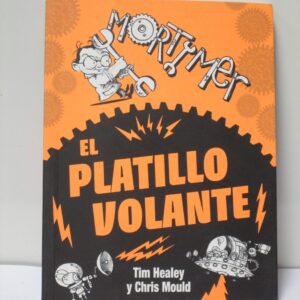 MORTIMER
EL
PLATILLO
VOLANTE
Tim Healey
y Chris Mould